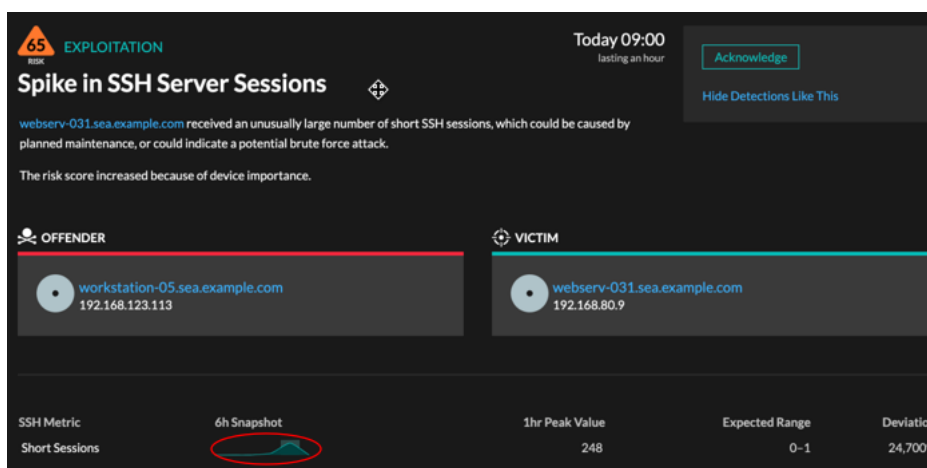 65
RISK
EXPLOITATION
Spike in SSH Server Sessions
Today 09:00
lasting an hour
Acknowledge
Hide Detections Like This
webserv-031.sea.example.com received an unusually large number of short SSH sessions, which could be caused by
planned maintenance, or could indicate a potential brute force attack.
The risk score increased because of device importance.
OFFENDER
workstation-05.sea.example.com
192.168.123.113
VICTIM
webserv-031.sea.example.com
192.168.80.9
SSH Metric 6h Snapshot 1hr Peak Value Expected Range Deviatio
Short Sessions 248 0–1 24,700